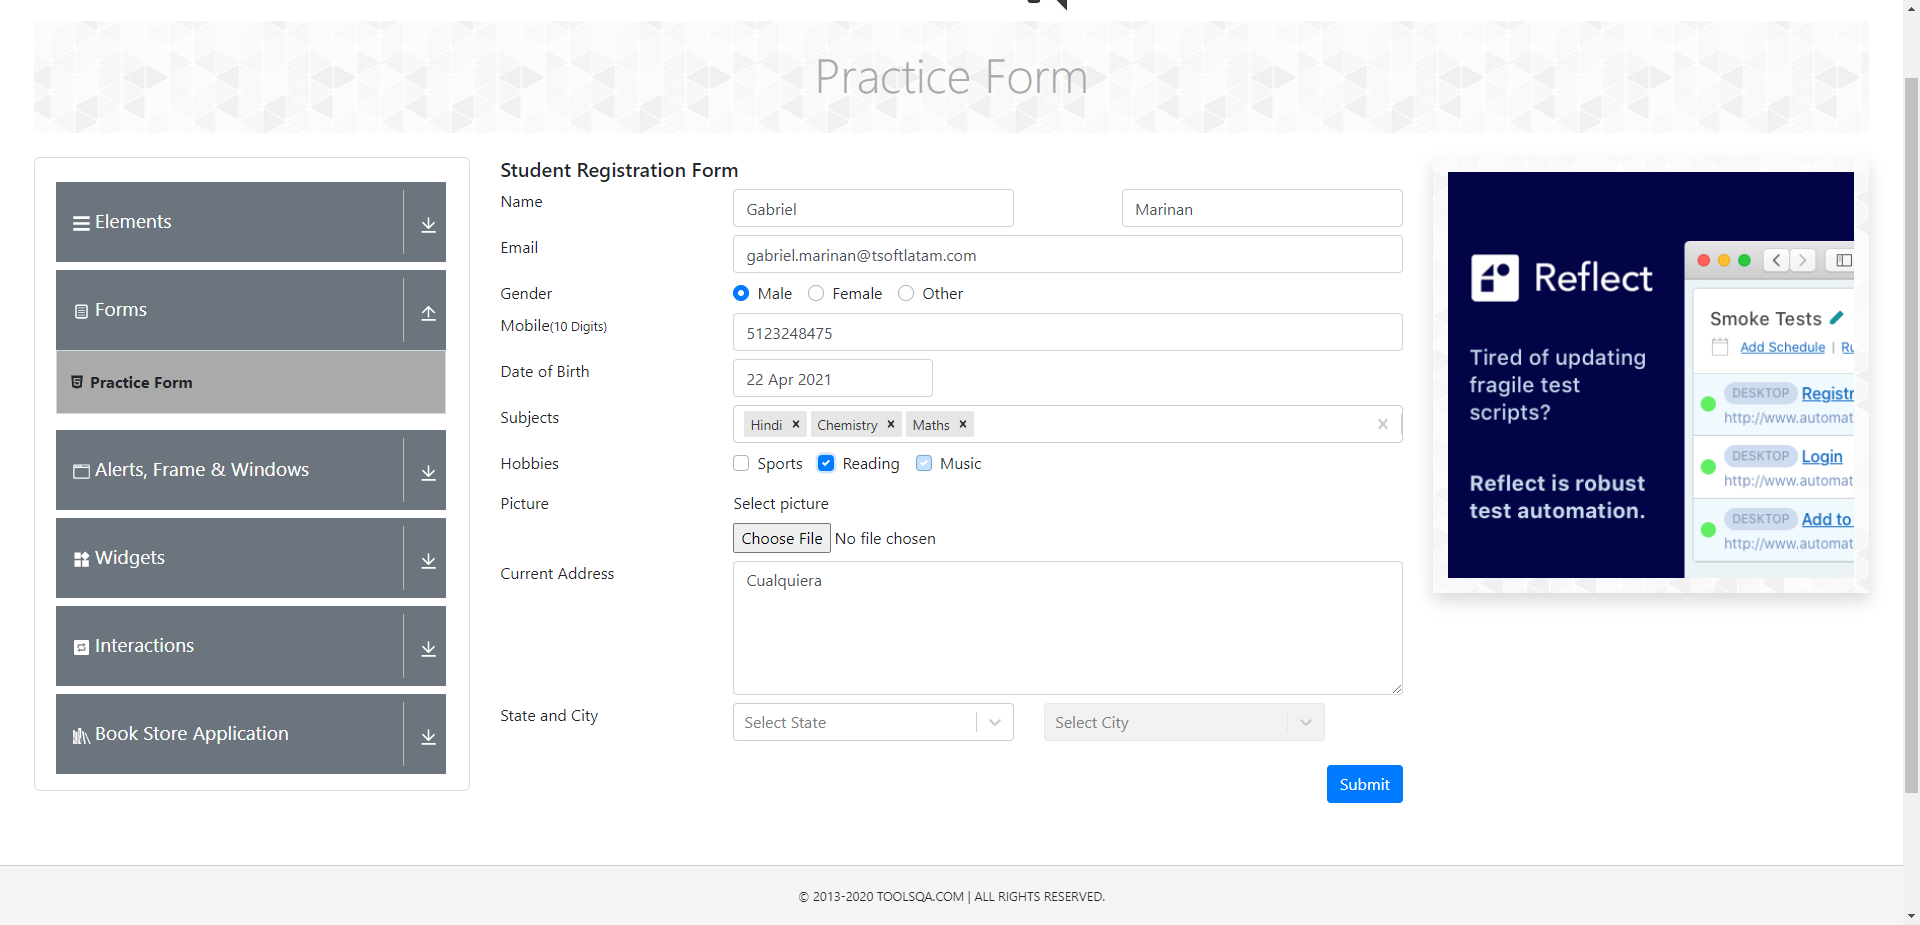 Practice Form
Elements
Forms
Practice Form
Alerts, Frame & Windows
Widgets
Interactions
Book Store Application
Student Registration Form
Name Gabriel Marinan
Email gabriel.marinan@tsoftlatam.com
Gender Male Female Other
Mobile(10 Digits) 5123248475
Date of Birth 22 Apr 2021
Subjects Hindi Chemistry Maths
Hobbies Sports Reading Music
Picture Select picture
Choose File No file chosen
Current Address Cualquiera
State and City Select State Select City
Submit
Reflect
Tired of updating
fragile test
scripts?
Reflect is robust
test automation.
Smoke Tests
Add Schedule | Ru
DESKTOP Registr
http://www.automat
DESKTOP Login
http://www.automat
DESKTOP Add to
http://www.automat
© 2013-2020 TOOLSQA.COM | ALL RIGHTS RESERVED.